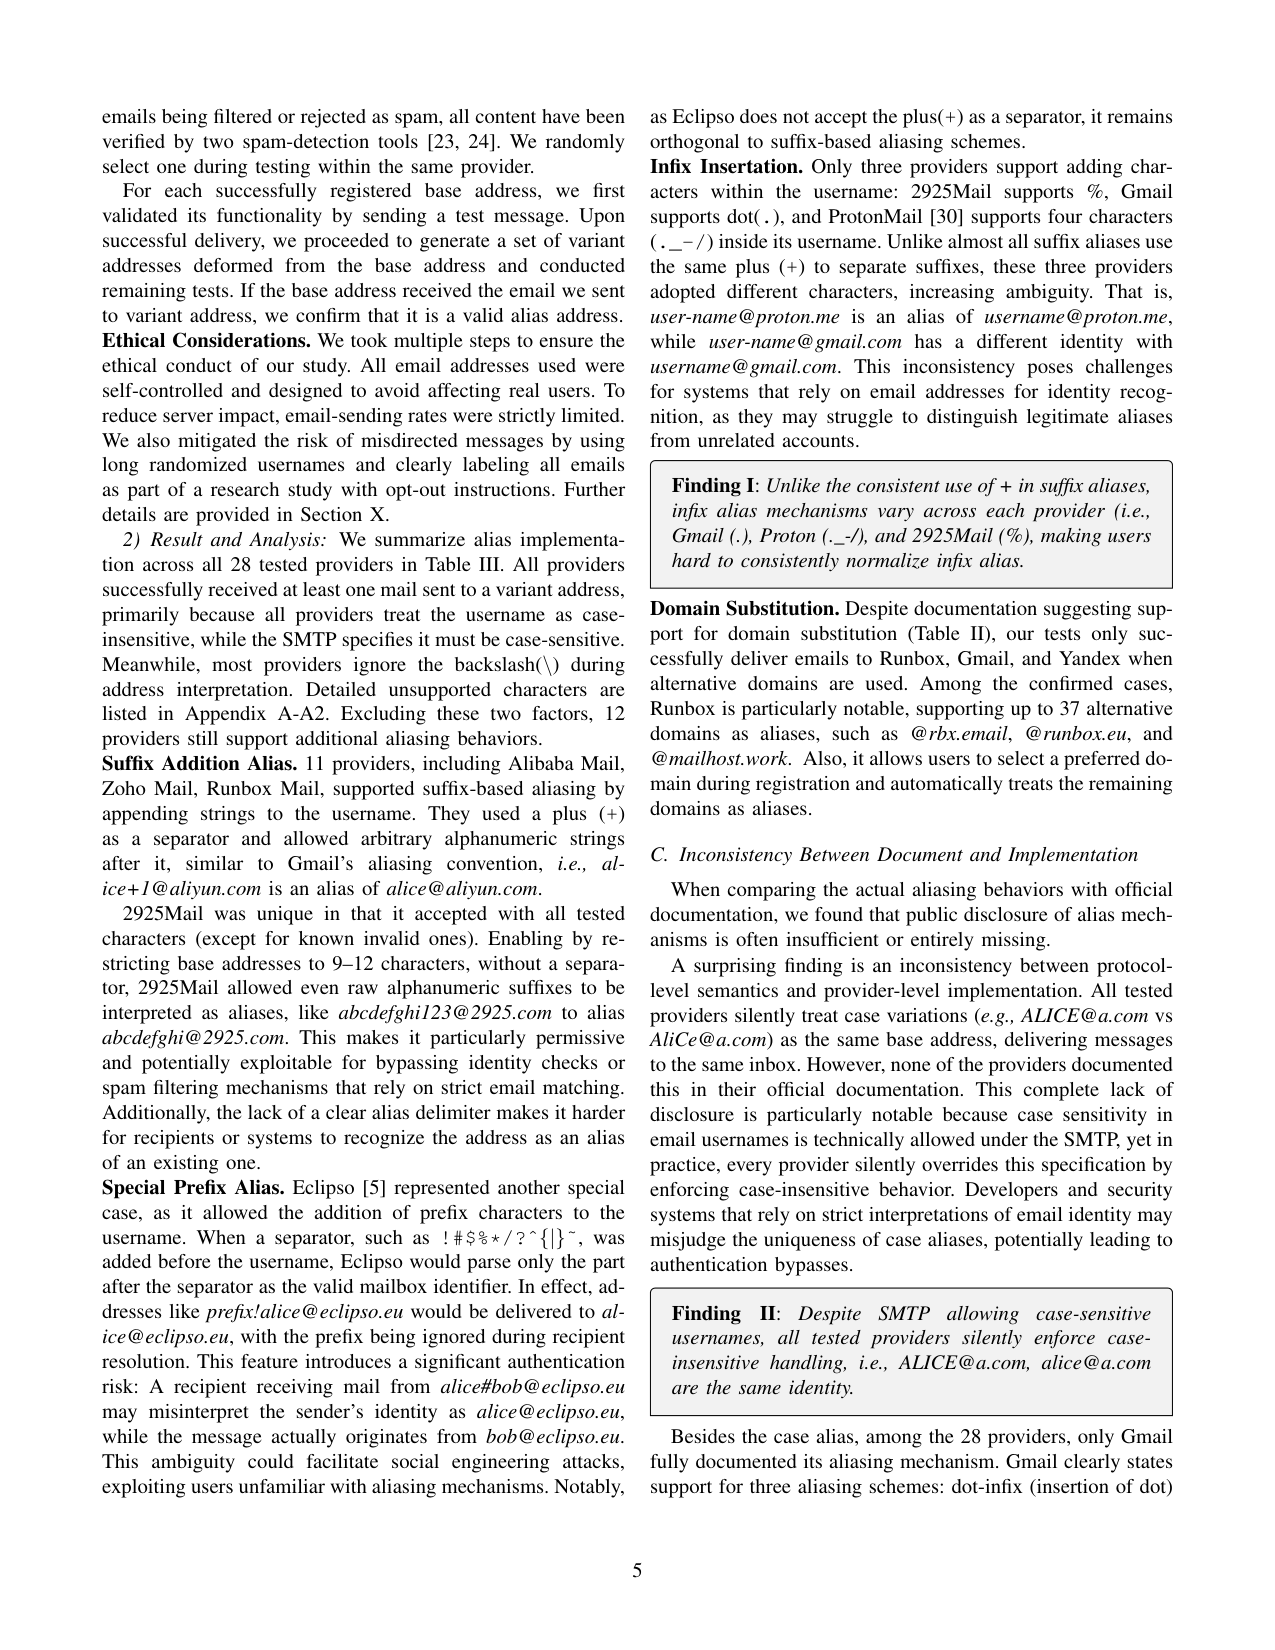 emails being filtered or rejected as spam, all content have been
verified by two spam-detection tools [23, 24]. We randomly
select one during testing within the same provider.
For each successfully registered base address, we first
validated its functionality by sending a test message. Upon
successful delivery, we proceeded to generate a set of variant
addresses deformed from the base address and conducted
remaining tests. If the base address received the email we sent
to variant address, we confirm that it is a valid alias address.
Ethical Considerations. We took multiple steps to ensure the
ethical conduct of our study. All email addresses used were
self-controlled and designed to avoid affecting real users. To
reduce server impact, email-sending rates were strictly limited.
We also mitigated the risk of misdirected messages by using
long randomized usernames and clearly labeling all emails
as part of a research study with opt-out instructions. Further
details are provided in Section X.
2) Result and Analysis: We summarize alias implementa-
tion across all 28 tested providers in Table III. All providers
successfully received at least one mail sent to a variant address,
primarily because all providers treat the username as case-
insensitive, while the SMTP specifies it must be case-sensitive.
Meanwhile, most providers ignore the backslash(\) during
address interpretation. Detailed unsupported characters are
listed in Appendix A-A2. Excluding these two factors, 12
providers still support additional aliasing behaviors.
Suffix Addition Alias. 11 providers, including Alibaba Mail,
Zoho Mail, Runbox Mail, supported suffix-based aliasing by
appending strings to the username. They used a plus (+)
as a separator and allowed arbitrary alphanumeric strings
after it, similar to Gmail's aliasing convention, i.e., al-
ice+1@aliyun.com is an alias of alice@aliyun.com.
2925Mail was unique in that it accepted with all tested
characters (except for known invalid ones). Enabling by re-
stricting base addresses to 9–12 characters, without a separa-
tor, 2925Mail allowed even raw alphanumeric suffixes to be
interpreted as aliases, like abcdefghi123@2925.com to alias
abcdefghi@2925.com. This makes it particularly permissive
and potentially exploitable for bypassing identity checks or
spam filtering mechanisms that rely on strict email matching.
Additionally, the lack of a clear alias delimiter makes it harder
for recipients or systems to recognize the address as an alias
of an existing one.
Special Prefix Alias. Eclipso [5] represented another special
case, as it allowed the addition of prefix characters to the
username. When a separator, such as !#$%*/?^{|}~, was
added before the username, Eclipso would parse only the part
after the separator as the valid mailbox identifier. In effect, ad-
dresses like prefix!alice@eclipso.eu would be delivered to al-
ice@eclipso.eu, with the prefix being ignored during recipient
resolution. This feature introduces a significant authentication
risk: A recipient receiving mail from alice#bob@eclipso.eu
may misinterpret the sender's identity as alice@eclipso.eu,
while the message actually originates from bob@eclipso.eu.
This ambiguity could facilitate social engineering attacks,
exploiting users unfamiliar with aliasing mechanisms. Notably,
as Eclipso does not accept the plus(+) as a separator, it remains
orthogonal to suffix-based aliasing schemes.
Infix Insertation. Only three providers support adding char-
acters within the username: 2925Mail supports %, Gmail
supports dot(.), and ProtonMail [30] supports four characters
(._-/) inside its username. Unlike almost all suffix aliases use
the same plus (+) to separate suffixes, these three providers
adopted different characters, increasing ambiguity. That is,
user-name@proton.me is an alias of username@proton.me,
while user-name@gmail.com has a different identity with
username@gmail.com. This inconsistency poses challenges
for systems that rely on email addresses for identity recog-
nition, as they may struggle to distinguish legitimate aliases
from unrelated accounts.
Finding I: Unlike the consistent use of + in suffix aliases,
infix alias mechanisms vary across each provider (i.e.,
Gmail (.), Proton (._-/), and 2925Mail (%), making users
hard to consistently normalize infix alias.
Domain Substitution. Despite documentation suggesting sup-
port for domain substitution (Table II), our tests only suc-
cessfully deliver emails to Runbox, Gmail, and Yandex when
alternative domains are used. Among the confirmed cases,
Runbox is particularly notable, supporting up to 37 alternative
domains as aliases, such as @rbx.email, @runbox.eu, and
@mailhost.work. Also, it allows users to select a preferred do-
main during registration and automatically treats the remaining
domains as aliases.
C. Inconsistency Between Document and Implementation
When comparing the actual aliasing behaviors with official
documentation, we found that public disclosure of alias mech-
anisms is often insufficient or entirely missing.
A surprising finding is an inconsistency between protocol-
level semantics and provider-level implementation. All tested
providers silently treat case variations (e.g., ALICE@a.com vs
AliCe@a.com) as the same base address, delivering messages
to the same inbox. However, none of the providers documented
this in their official documentation. This complete lack of
disclosure is particularly notable because case sensitivity in
email usernames is technically allowed under the SMTP, yet in
practice, every provider silently overrides this specification by
enforcing case-insensitive behavior. Developers and security
systems that rely on strict interpretations of email identity may
misjudge the uniqueness of case aliases, potentially leading to
authentication bypasses.
Finding II: Despite SMTP allowing case-sensitive
usernames, all tested providers silently enforce case-
insensitive handling, i.e., ALICE@a.com, alice@a.com
are the same identity.
Besides the case alias, among the 28 providers, only Gmail
fully documented its aliasing mechanism. Gmail clearly states
support for three aliasing schemes: dot-infix (insertion of dot)
5